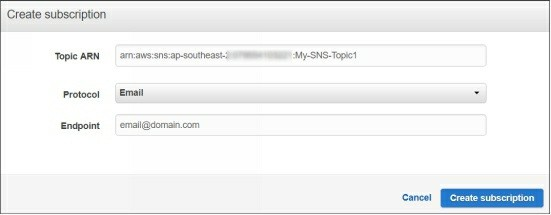 Create subscription
Topic ARN
arn:aws:sns:ap-southeast- :My-SNS-Topic1
Protocol
Email
Endpoint
email@domain.com
Cancel
Create subscription